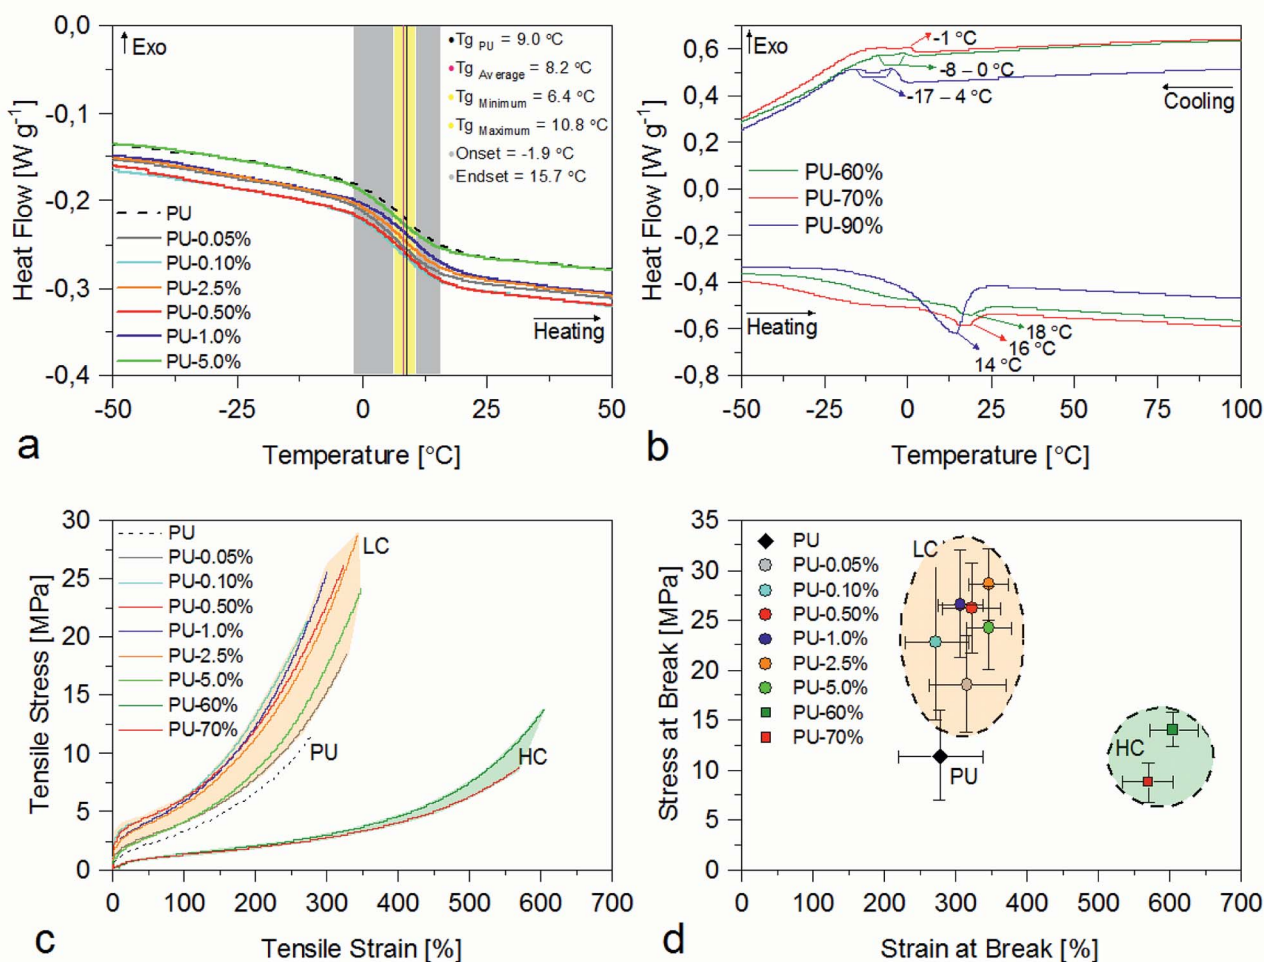 0,0
-0,1
-0,2
-0,3
-0,4
Heat Flow [W g-1]
↑ Exo
Tg PU = 9.0 °C
Tg Average = 8.2 °C
Tg Minimum = 6.4 °C
Tg Maximum = 10.8 °C
Onset = -1.9 °C
Endset = 15.7 °C
PU
PU-0.05%
PU-0.10%
PU-2.5%
PU-0.50%
PU-1.0%
PU-5.0%
Heating
-50 -25 0 25 50
Temperature [°C]
a
0,6
0,4
0,2
0,0
-0,2
-0,4
-0,6
-0,8
Heat Flow [W g-1]
↑Exo
-1 °C
-8 – 0 °C
-17 – 4 °C
Cooling
PU-60%
PU-70%
PU-90%
Heating
18 °C
16 °C
14 °C
-50 -25 0 25 50 75 100
Temperature [°C]
b
30
25
20
15
10
5
0
Tensile Stress [MPa]
PU
PU-0.05%
PU-0.10%
PU-0.50%
PU-1.0%
PU-2.5%
PU-5.0%
PU-60%
PU-70%
LC
PU
HC
0 100 200 300 400 500 600 700
Tensile Strain [%]
c
35
30
25
20
15
10
5
0
Stress at Break [MPa]
PU
PU-0.05%
PU-0.10%
PU-0.50%
PU-1.0%
PU-2.5%
PU-5.0%
PU-60%
PU-70%
LC
PU
HC
0 100 200 300 400 500 600 700
Strain at Break [%]
d